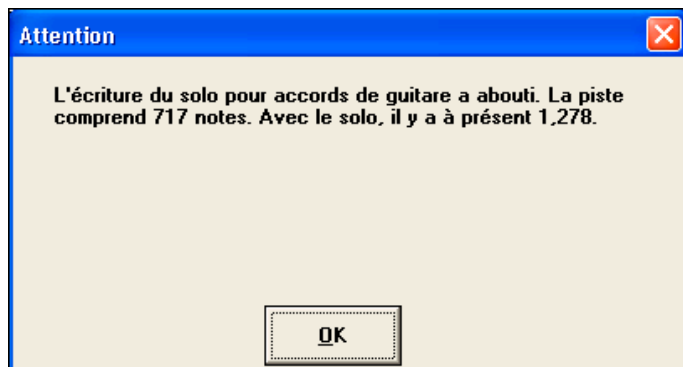 Attention
L'écriture du solo pour accords de guitare a abouti. La piste
comprend 717 notes. Avec le solo, il y a à présent 1,278.
OK